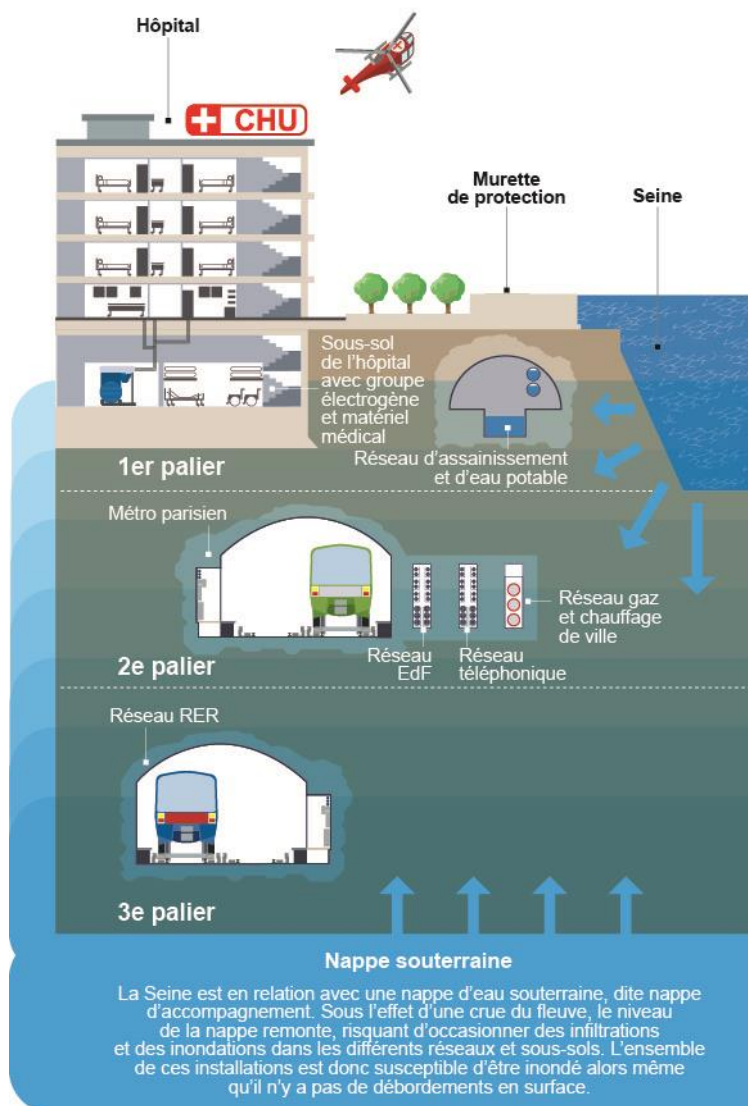 Hôpital
CHU
Murette
de protection
Seine
Sous-sol
de l'hôpital
avec groupe
électrogène
et matériel
médical
Réseau d'assainissement
et d'eau potable
1er palier
Métro parisien
Réseau gaz
et chauffage
de ville
Réseau
EdF
Réseau
téléphonique
2e palier
Réseau RER
3e palier
Nappe souterraine
La Seine est en relation avec une nappe d'eau souterraine, dite nappe
d'accompagnement. Sous l'effet d'une crue du fleuve, le niveau
de la nappe remonte, risquant d'occasionner des infiltrations
et des inondations dans les différents réseaux et sous-sols. L'ensemble
de ces installations est donc susceptible d'être inondé alors même
qu'il n'y a pas de débordements en surface.